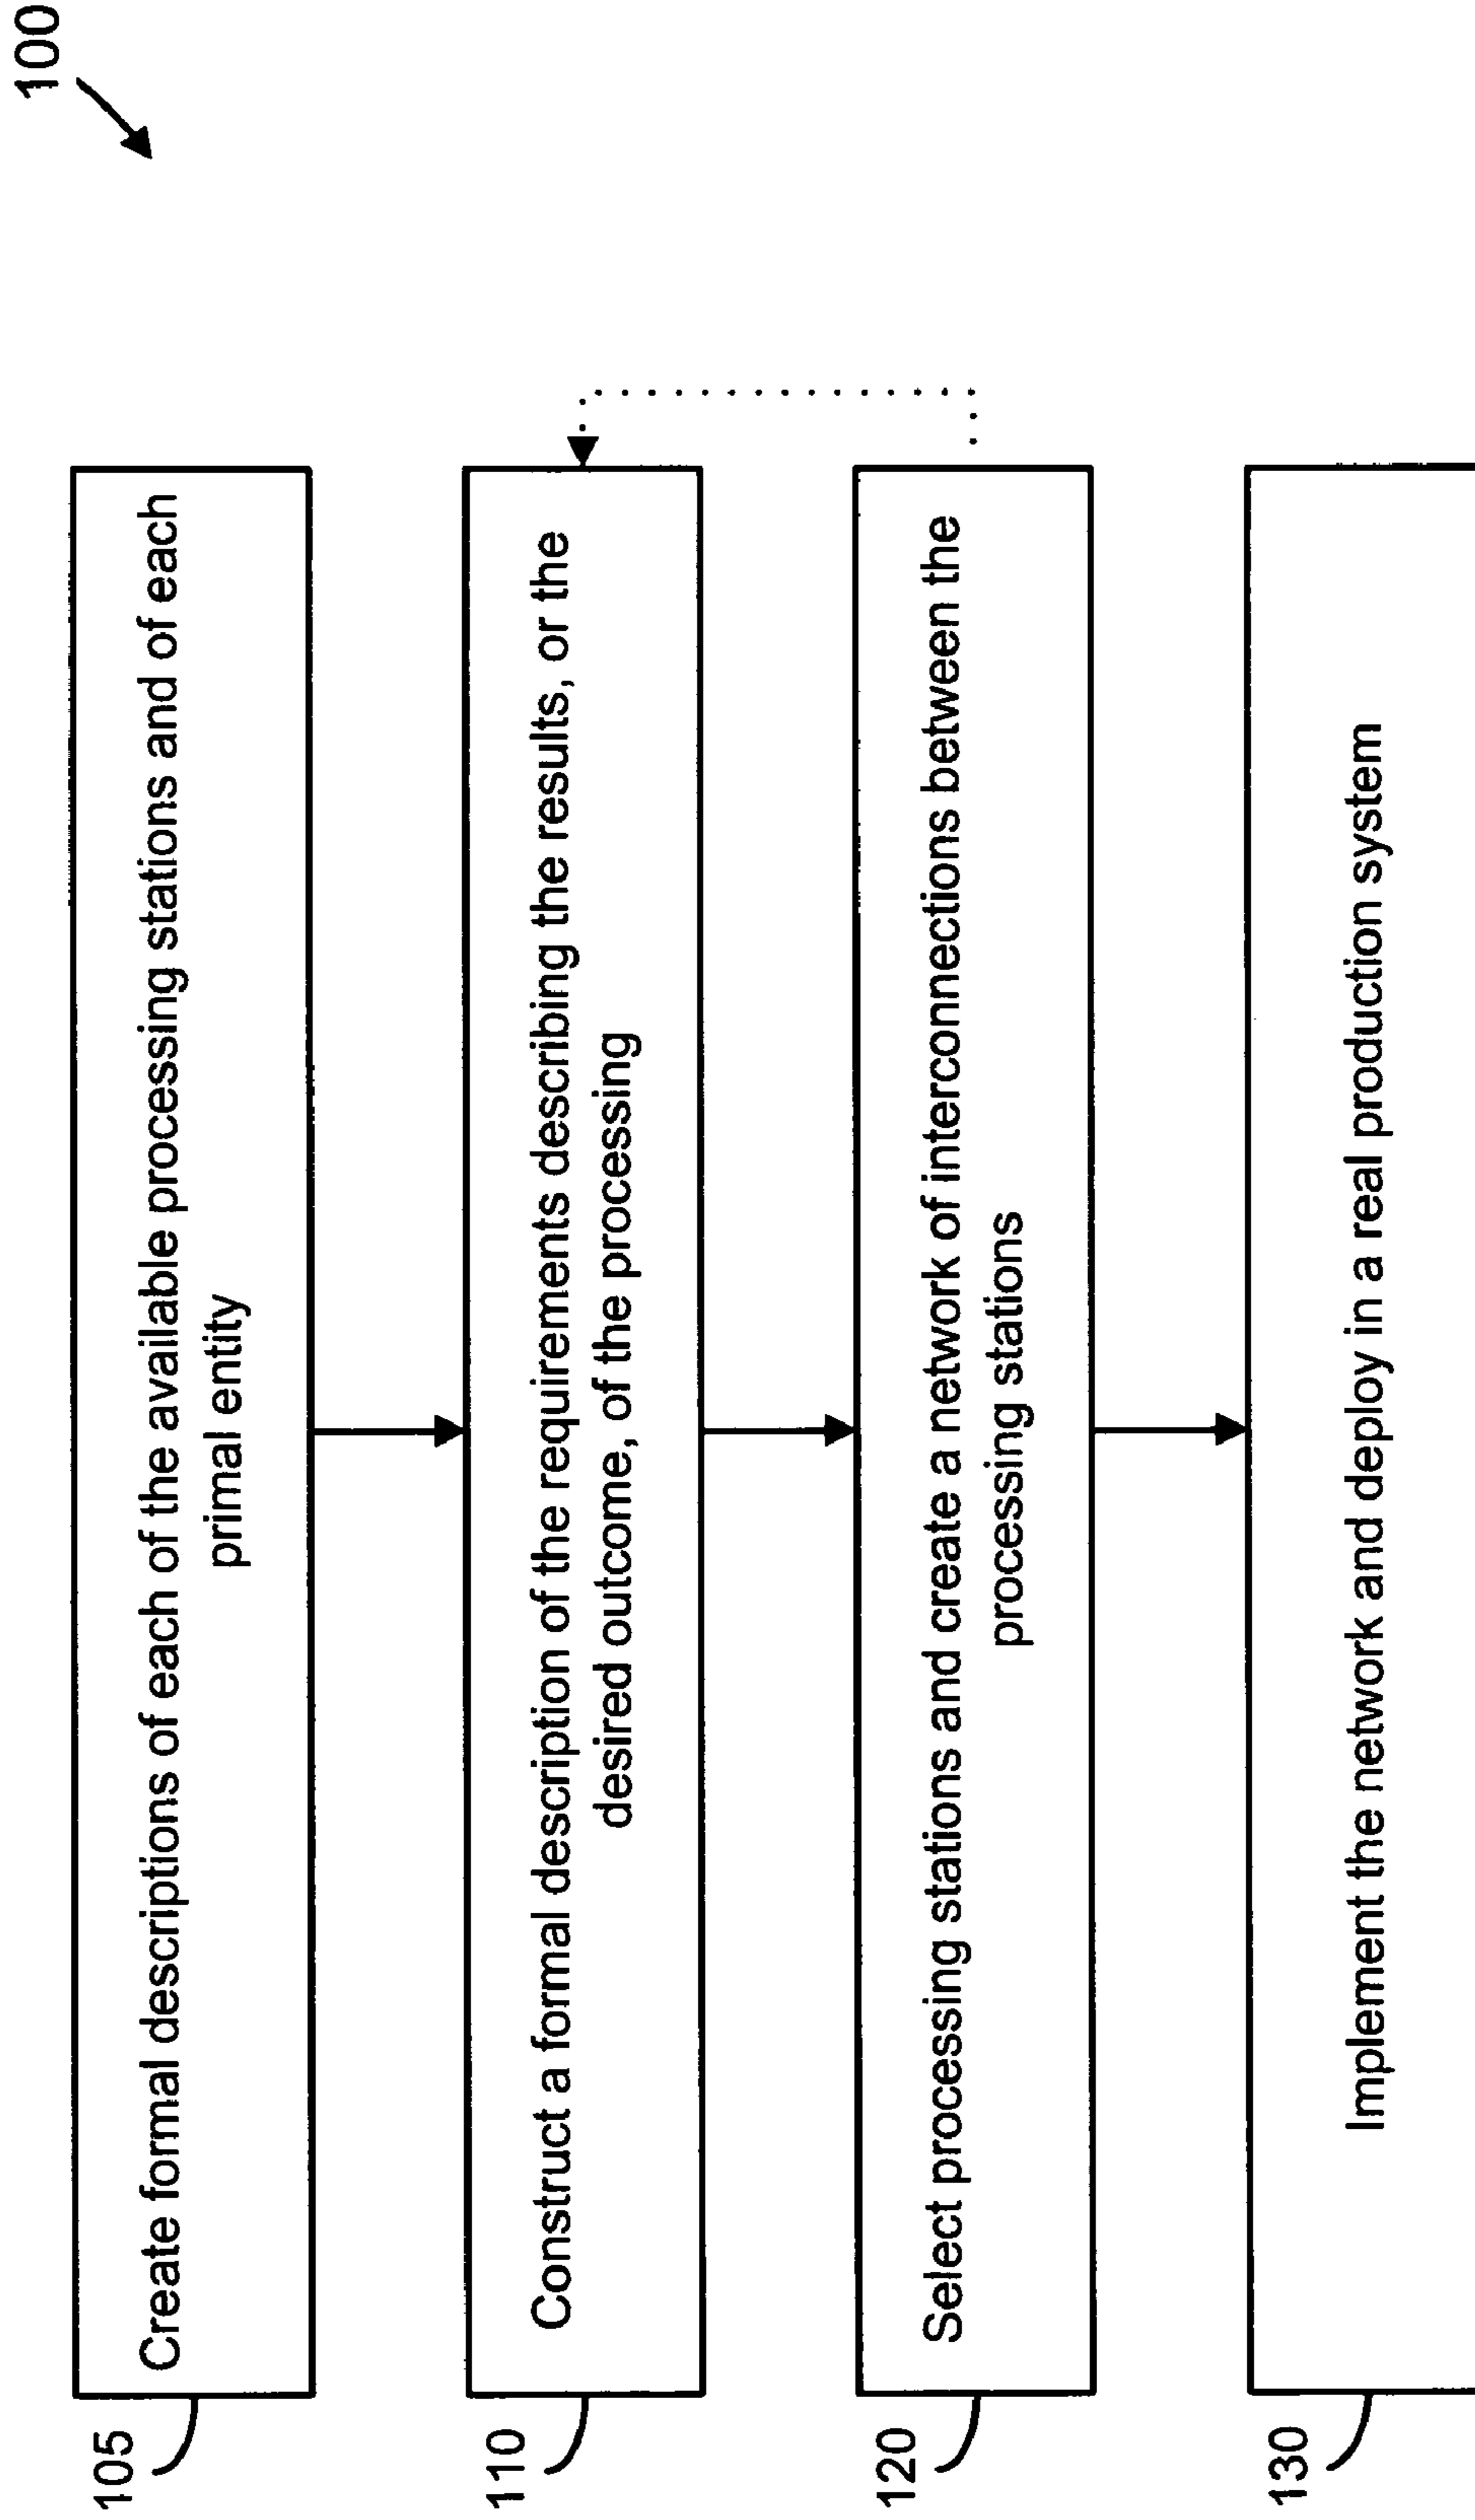 100
105
Create formal descriptions of each of the available processing stations and of each
primal entity
110
Construct a formal description of the requirements describing the results, or the
desired outcome, of the processing
120
Select processing stations and create a network of interconnections between the
processing stations
130
Implement the network and deploy in a real production system